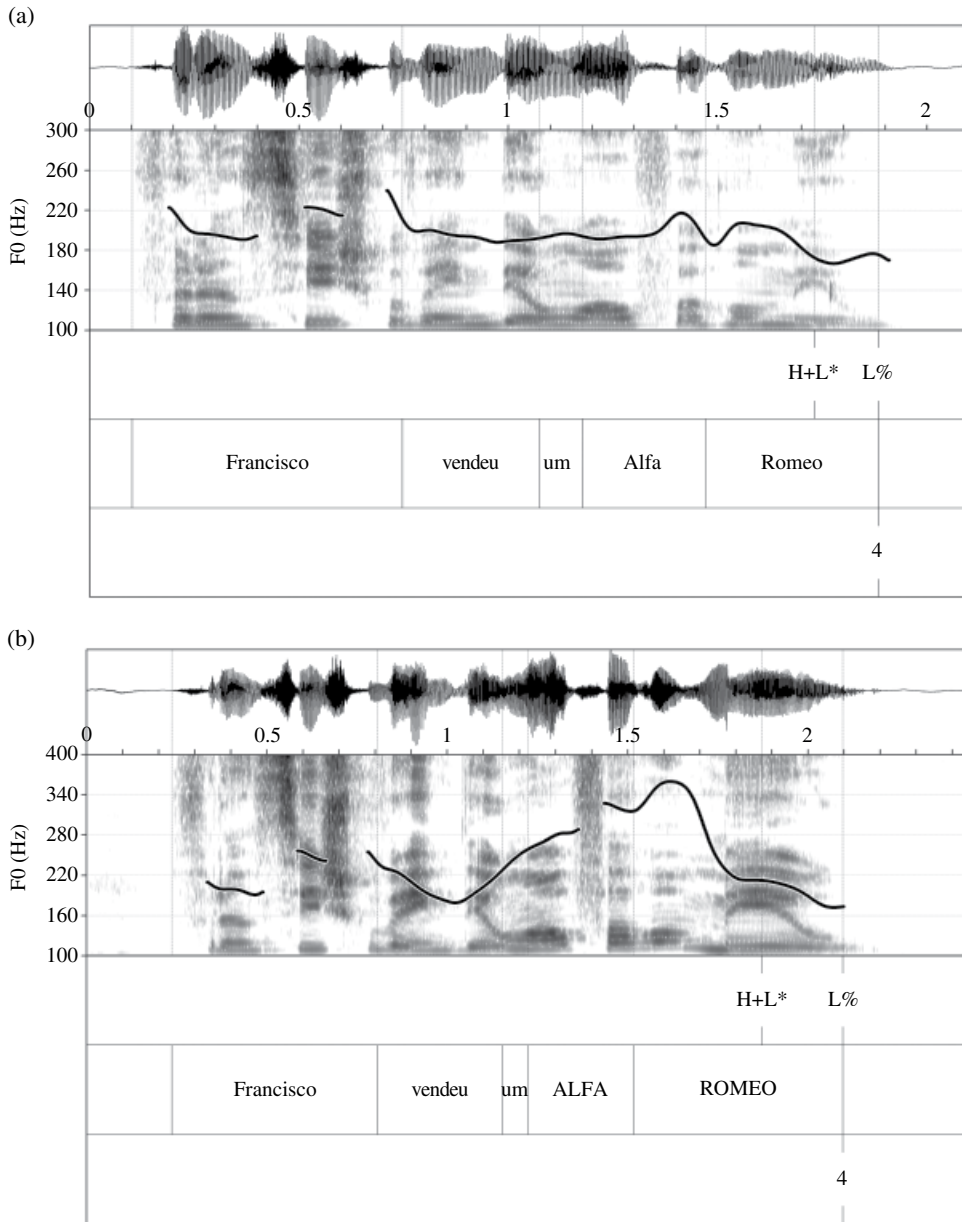 (a)
0 0.5 1 1.5 2
300
260
220
180
140
100
F0 (Hz)
H+L* L%
Francisco vendeu um Alfa Romeo
4
(b)
0 0.5 1 1.5 2
400
340
280
220
160
100
F0 (Hz)
H+L* L%
Francisco vendeu um ALFA ROMEO
4